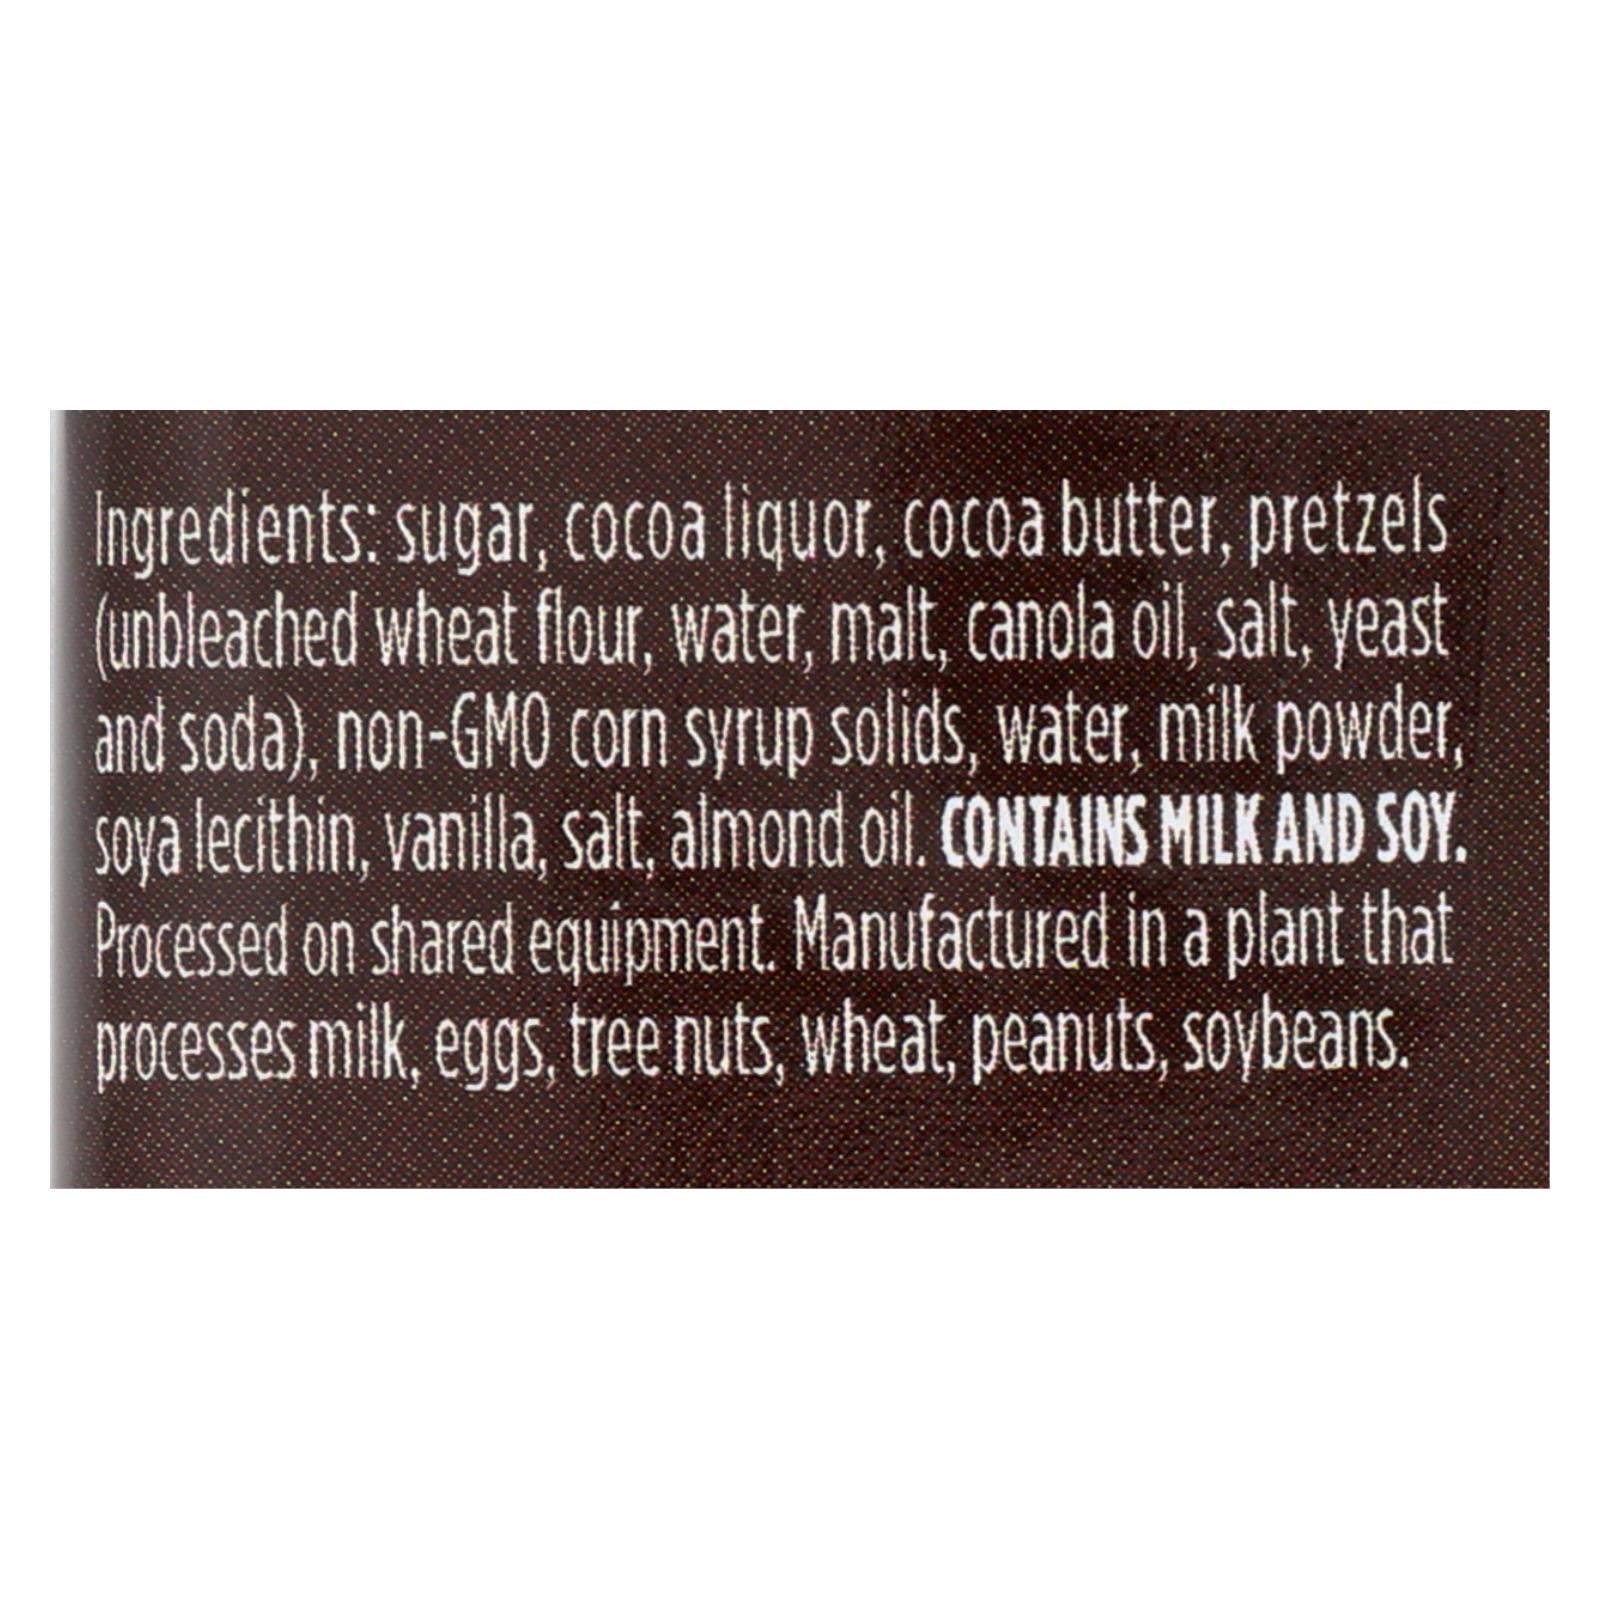 Ingredients: sugar, cocoa liquor, cocoa butter, pretzels
(unbleached wheat flour, water, malt, canola oil, salt, yeast
and soda), non-GMO corn syrup solids, water, milk powder,
soya lecithin, vanilla, salt, almond oil. CONTAINS MILK AND SOY.
Processed on shared equipment. Manufactured in a plant that
processes milk, eggs, tree nuts, wheat, peanuts, soybeans.